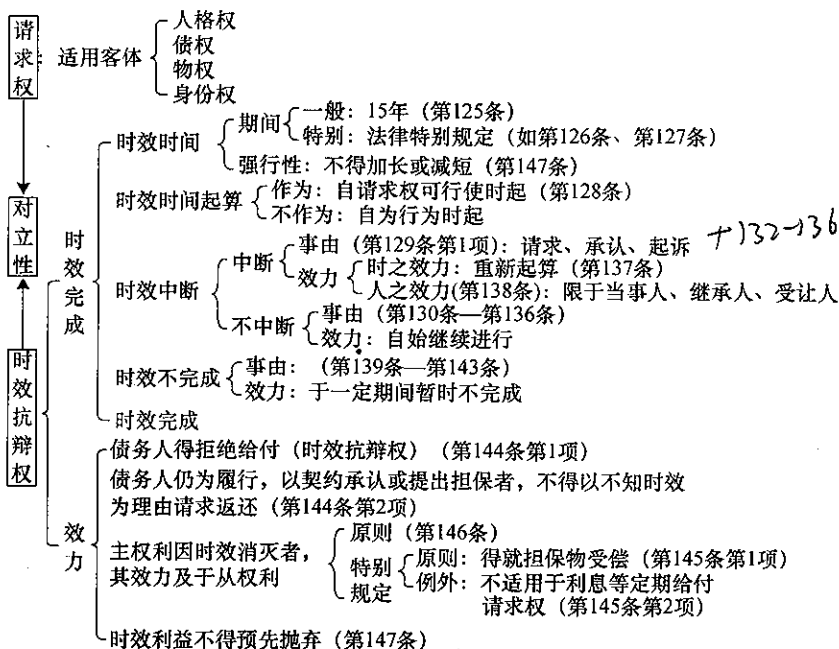 请求权
适用客体
人格权
债权
物权
身份权
对立性
时效抗辩权
时效完成
时效时间
期间
一般：15年（第125条）
特别：法律特别规定（如第126条、第127条）
强行性：不得加长或减短（第147条）
时效时间起算
作为：自请求权可行使时起（第128条）
不作为：自为行为时起
时效中断
中断
事由（第129条第1项）：请求、承认、起诉
+132-136
效力
时之效力：重新起算（第137条）
人之效力(第138条)：限于当事人、继承人、受让人
不中断
事由（第130条—第136条）
效力：自始继续进行
时效不完成
事由：（第139条—第143条）
效力：于一定期间暂时不完成
时效完成
效力
债务人得拒绝给付（时效抗辩权）（第144条第1项）
债务人仍为履行，以契约承认或提出担保者，不得以不知时效
为理由请求返还（第144条第2项）
主权利因时效消灭者，
其效力及于从权利
原则（第146条）
特别
规定
原则：得就担保物受偿（第145条第1项）
例外：不适用于利息等定期给付
请求权（第145条第2项）
时效利益不得预先抛弃（第147条）